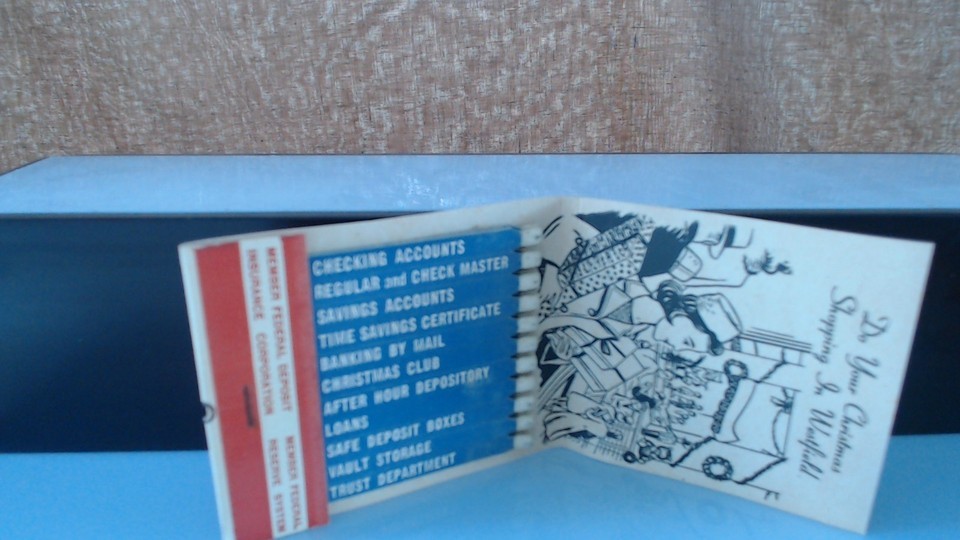 MEMBER FEDERAL DEPOSIT
INSURANCE CORPORATION
MEMBER FEDERAL
RESERVE SYSTEM
CHECKING ACCOUNTS
REGULAR and CHECK MASTER
SAVINGS ACCOUNTS
TIME SAVINGS CERTIFICATE
BANKING BY MAIL
CHRISTMAS CLUB
AFTER HOUR DEPOSITORY
LOANS
SAFE DEPOSIT BOXES
VAULT STORAGE
TRUST DEPARTMENT
Do Your Christmas
Shopping In Westfield